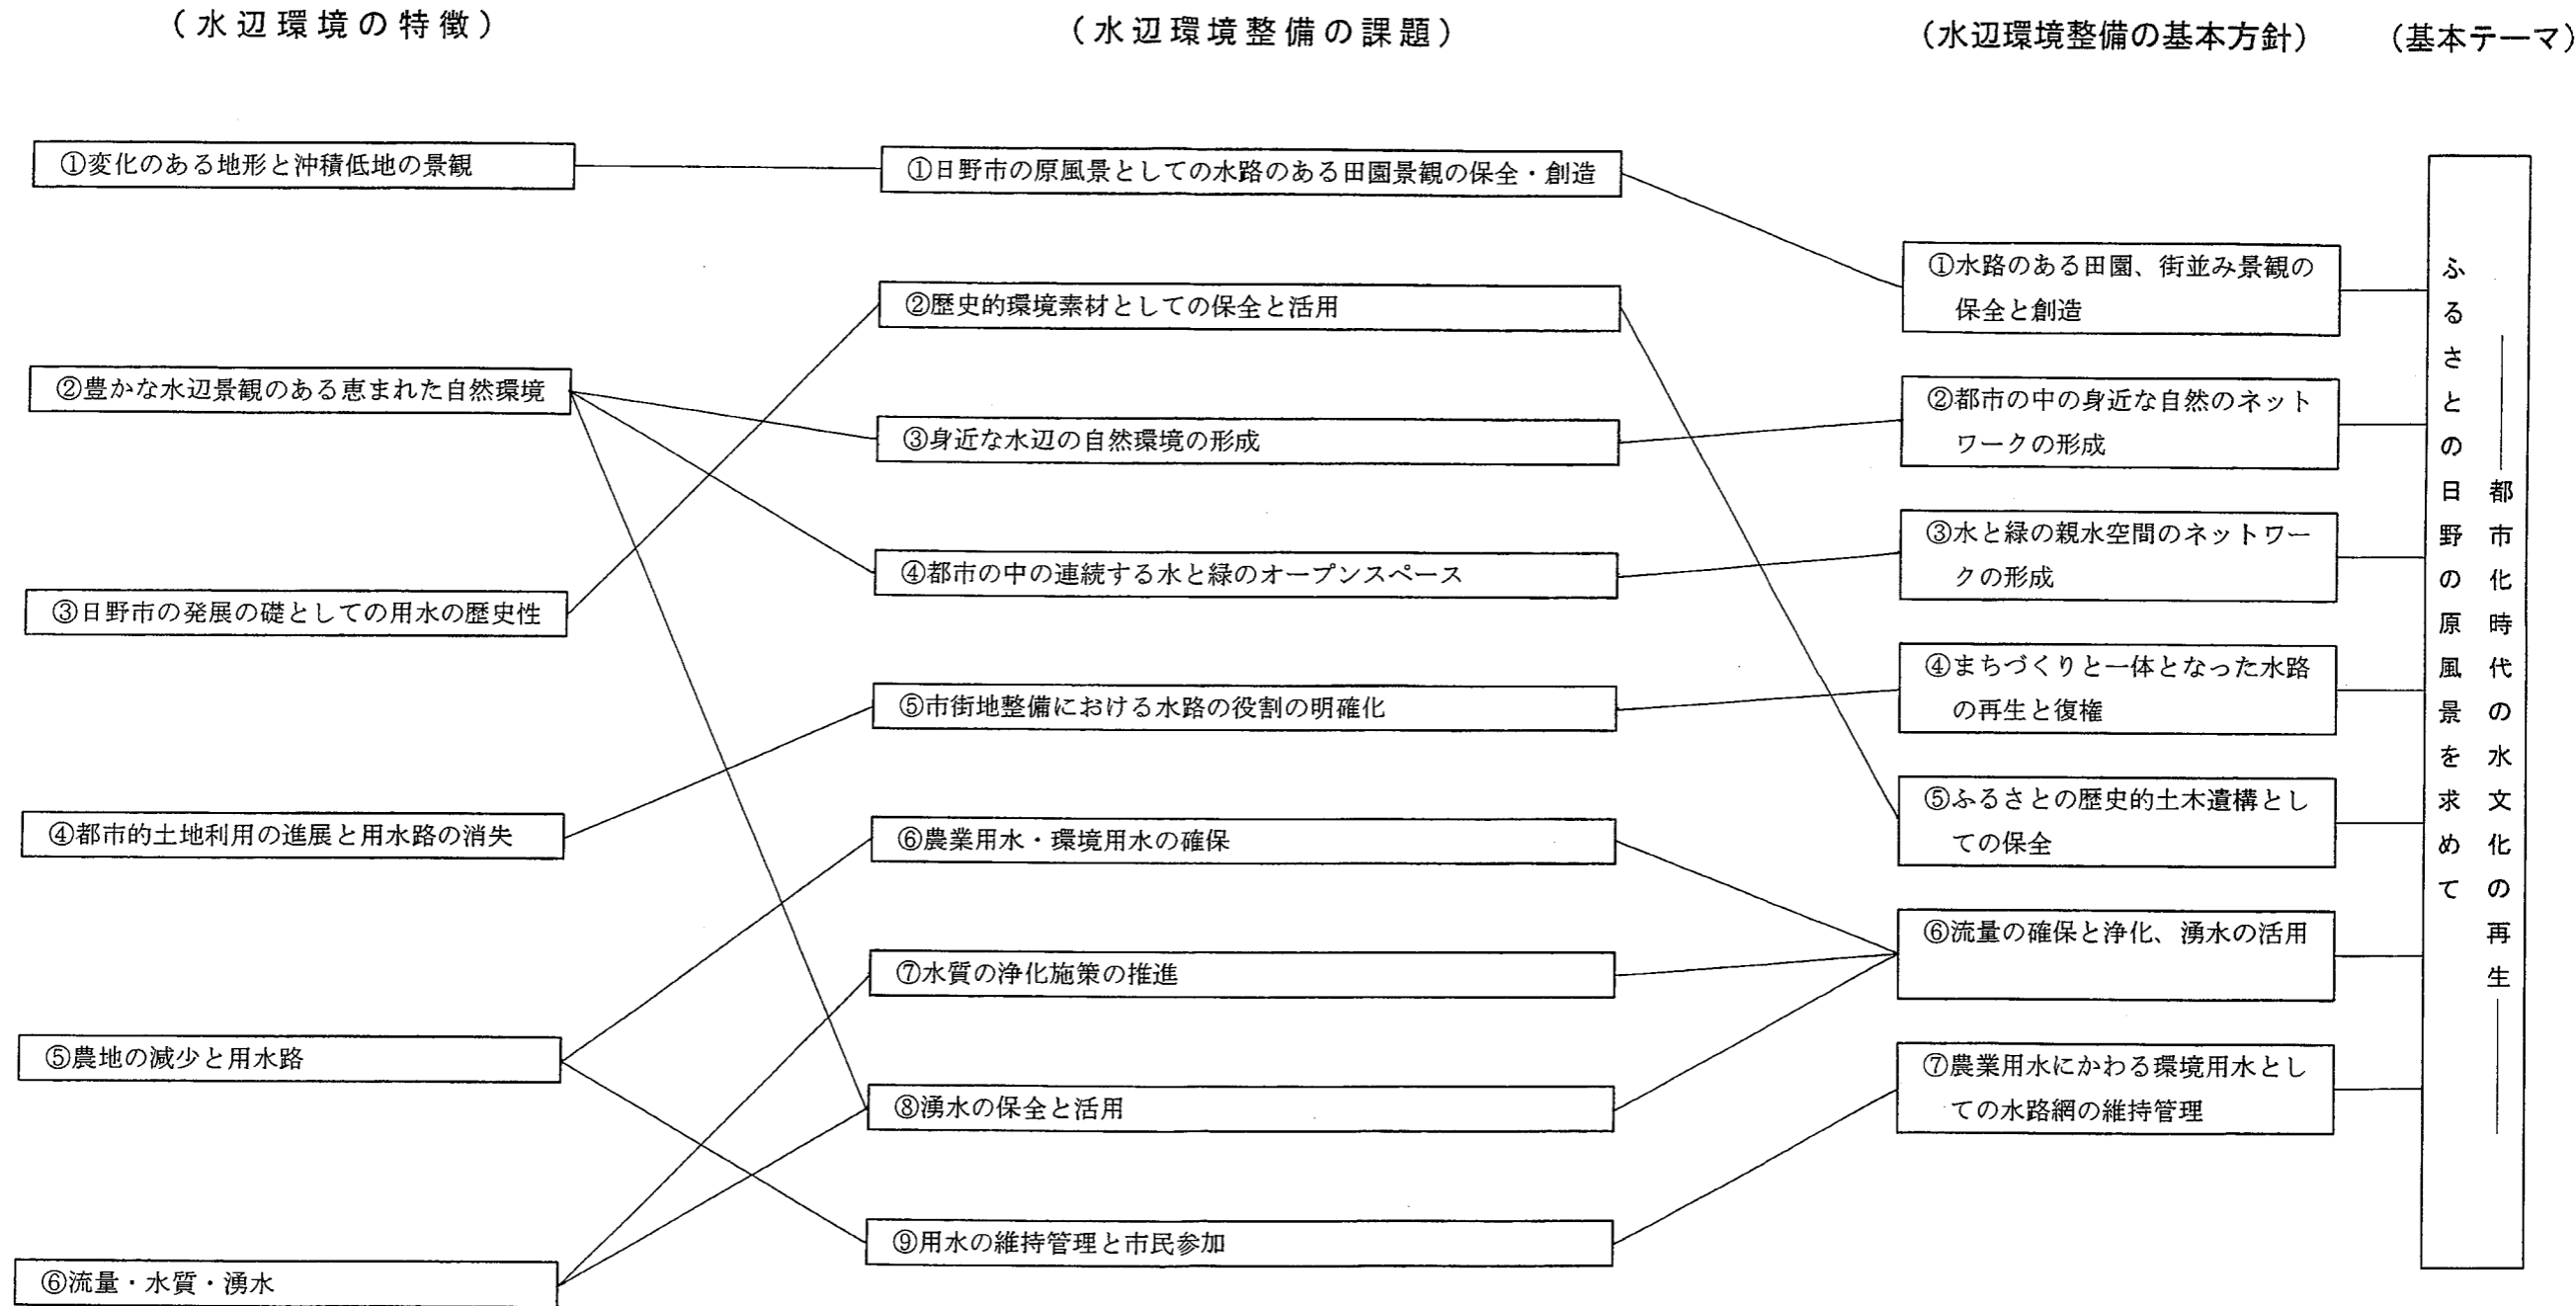 （水辺環境の特徴）
①変化のある地形と沖積低地の景観
②豊かな水辺景観のある恵まれた自然環境
③日野市の発展の礎としての用水の歴史性
④都市的土地利用の進展と用水路の消失
⑤農地の減少と用水路
⑥流量・水質・湧水
（水辺環境整備の課題）
①日野市の原風景としての水路のある田園景観の保全・創造
②歴史的環境素材としての保全と活用
③身近な水辺の自然環境の形成
④都市の中の連続する水と緑のオープンスペース
⑤市街地整備における水路の役割の明確化
⑥農業用水・環境用水の確保
⑦水質の浄化施策の推進
⑧湧水の保全と活用
⑨用水の維持管理と市民参加
（水辺環境整備の基本方針）
①水路のある田園、街並み景観の
保全と創造
②都市の中の身近な自然のネット
ワークの形成
③水と緑の親水空間のネットワー
クの形成
④まちづくりと一体となった水路
の再生と復権
⑤ふるさとの歴史的土木遺構とし
ての保全
⑥流量の確保と浄化、湧水の活用
⑦農業用水にかわる環境用水とし
ての水路網の維持管理
（基本テーマ）
ふるさとの日野の原風景を求めて
――都市化時代の水文化の再生――